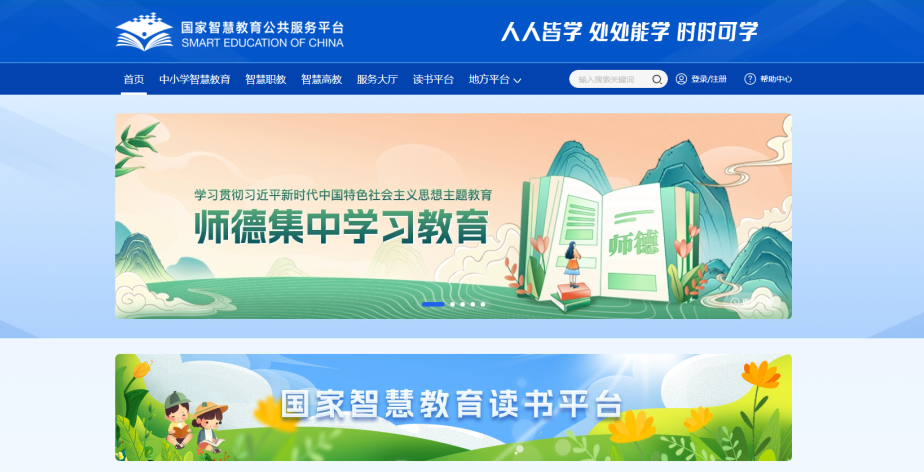 国家智慧教育公共服务平台
SMART EDUCATION OF CHINA
人人皆学 处处能学 时时可学
首页 中小学智慧教育 智慧职教 智慧高教 服务大厅 读书平台 地方平台 输入搜索关键词 登录/注册 帮助中心
学习贯彻习近平新时代中国特色社会主义思想主题教育
师德集中学习教育
师德
国家智慧教育读书平台